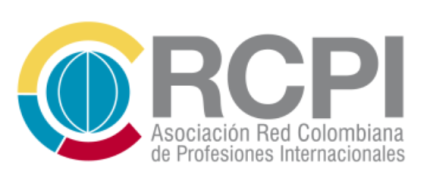 RCPI
Asociación Red Colombiana
de Profesiones Internacionales